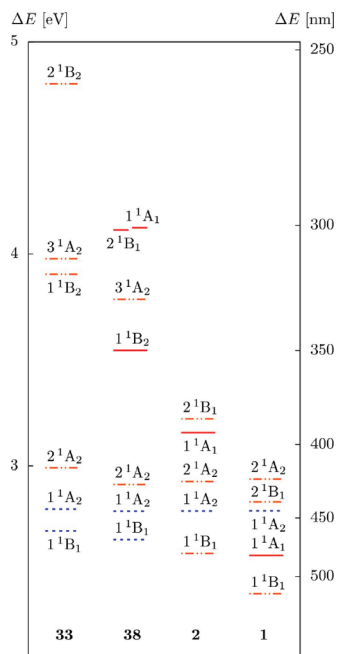 ΔE [eV] ΔE [nm]
5
250
2 ¹B₂
1 ¹A₁
300
2 ¹B₁
3 ¹A₂
4
1 ¹B₂
3 ¹A₂
1 ¹B₂
350
2 ¹B₁
400
1 ¹A₁
2 ¹A₂
3
2 ¹A₂
2 ¹A₂
2 ¹A₂
1 ¹A₂
1 ¹A₂
1 ¹A₂
2 ¹B₁
450
1 ¹A₂
1 ¹B₁
1 ¹B₁
1 ¹B₁
1 ¹A₁
500
1 ¹B₁
33 38 2 1